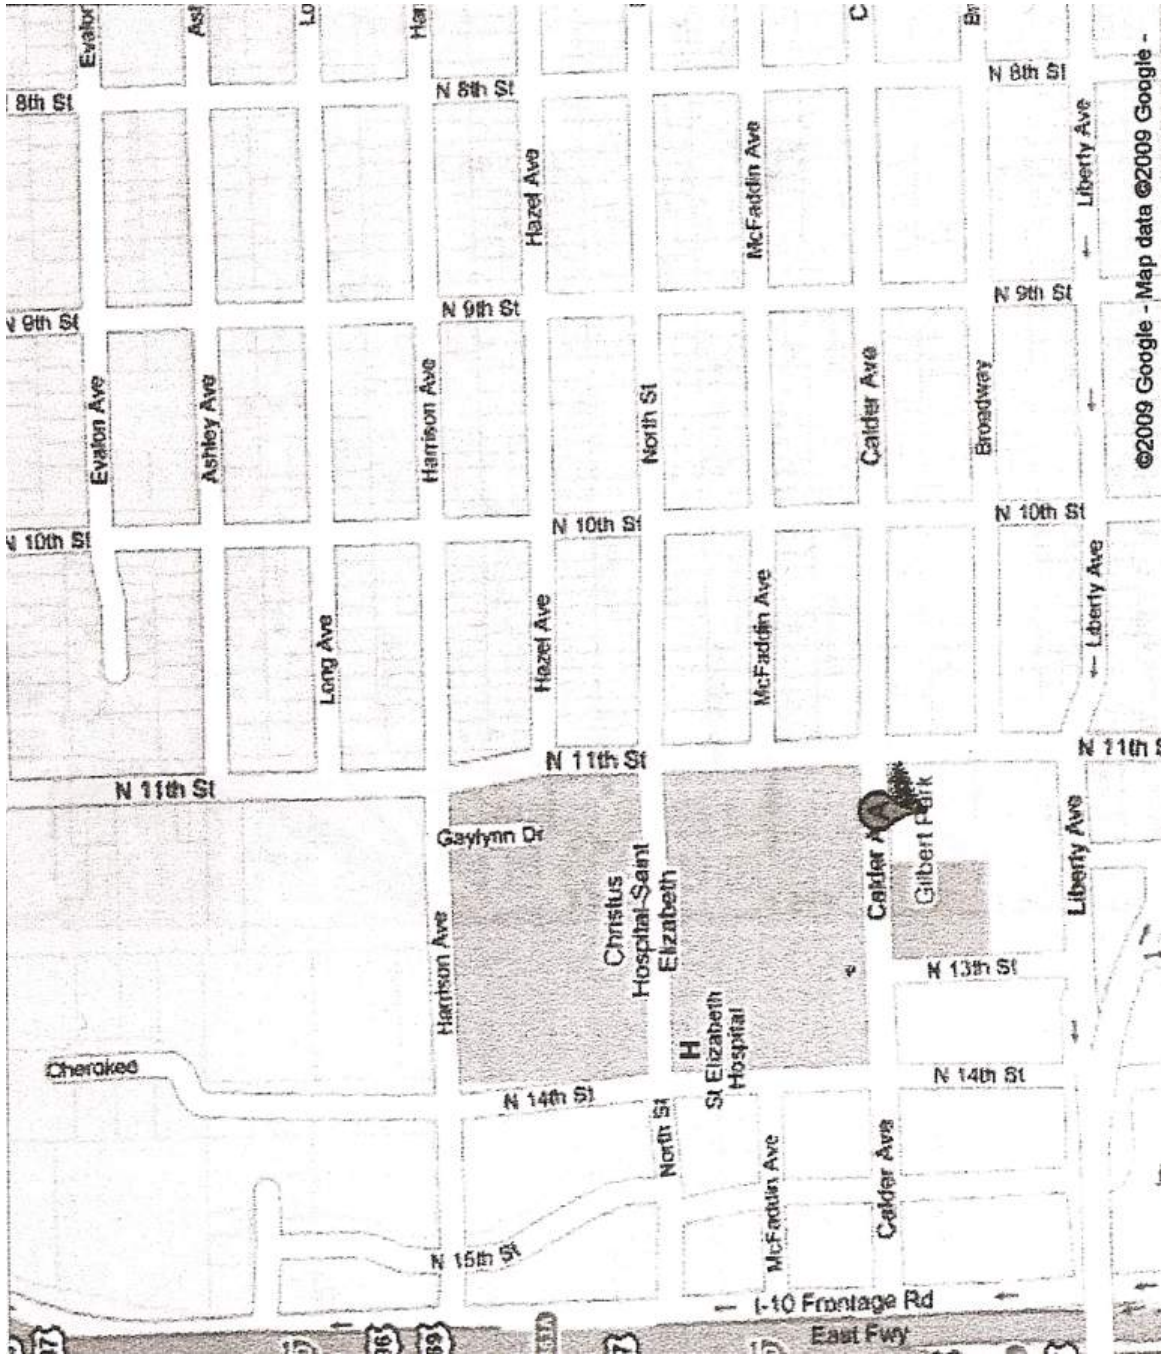 Evalon
N 8th St
N 8th St
8th St
Hazel Ave
McFaddin Ave
Liberty Ave
N 9th St
N 9th St
N 9th St
Evalon Ave
Ashley Ave
Harrison Ave
North St
Calder Ave
Broadway
©2009 Google - Map data ©2009 Google -
N 10th St
N 10th St
N 10th St
Long Ave
Hazel Ave
McFaddin Ave
Liberty Ave
N 11th St
N 11th St
N 11th S
Gaylynn Dr
Harrison Ave
Christus
Hospital-Saint
Elizabeth
A
Calder A
Gilbert Park
Liberty Ave
N 13th St
Cherokee
H
St Elizabeth
Hospital
N 14th St
N 14th St
North St
McFaddin Ave
Calder Ave
N 15th St
I-10 Frontage Rd
East Fwy